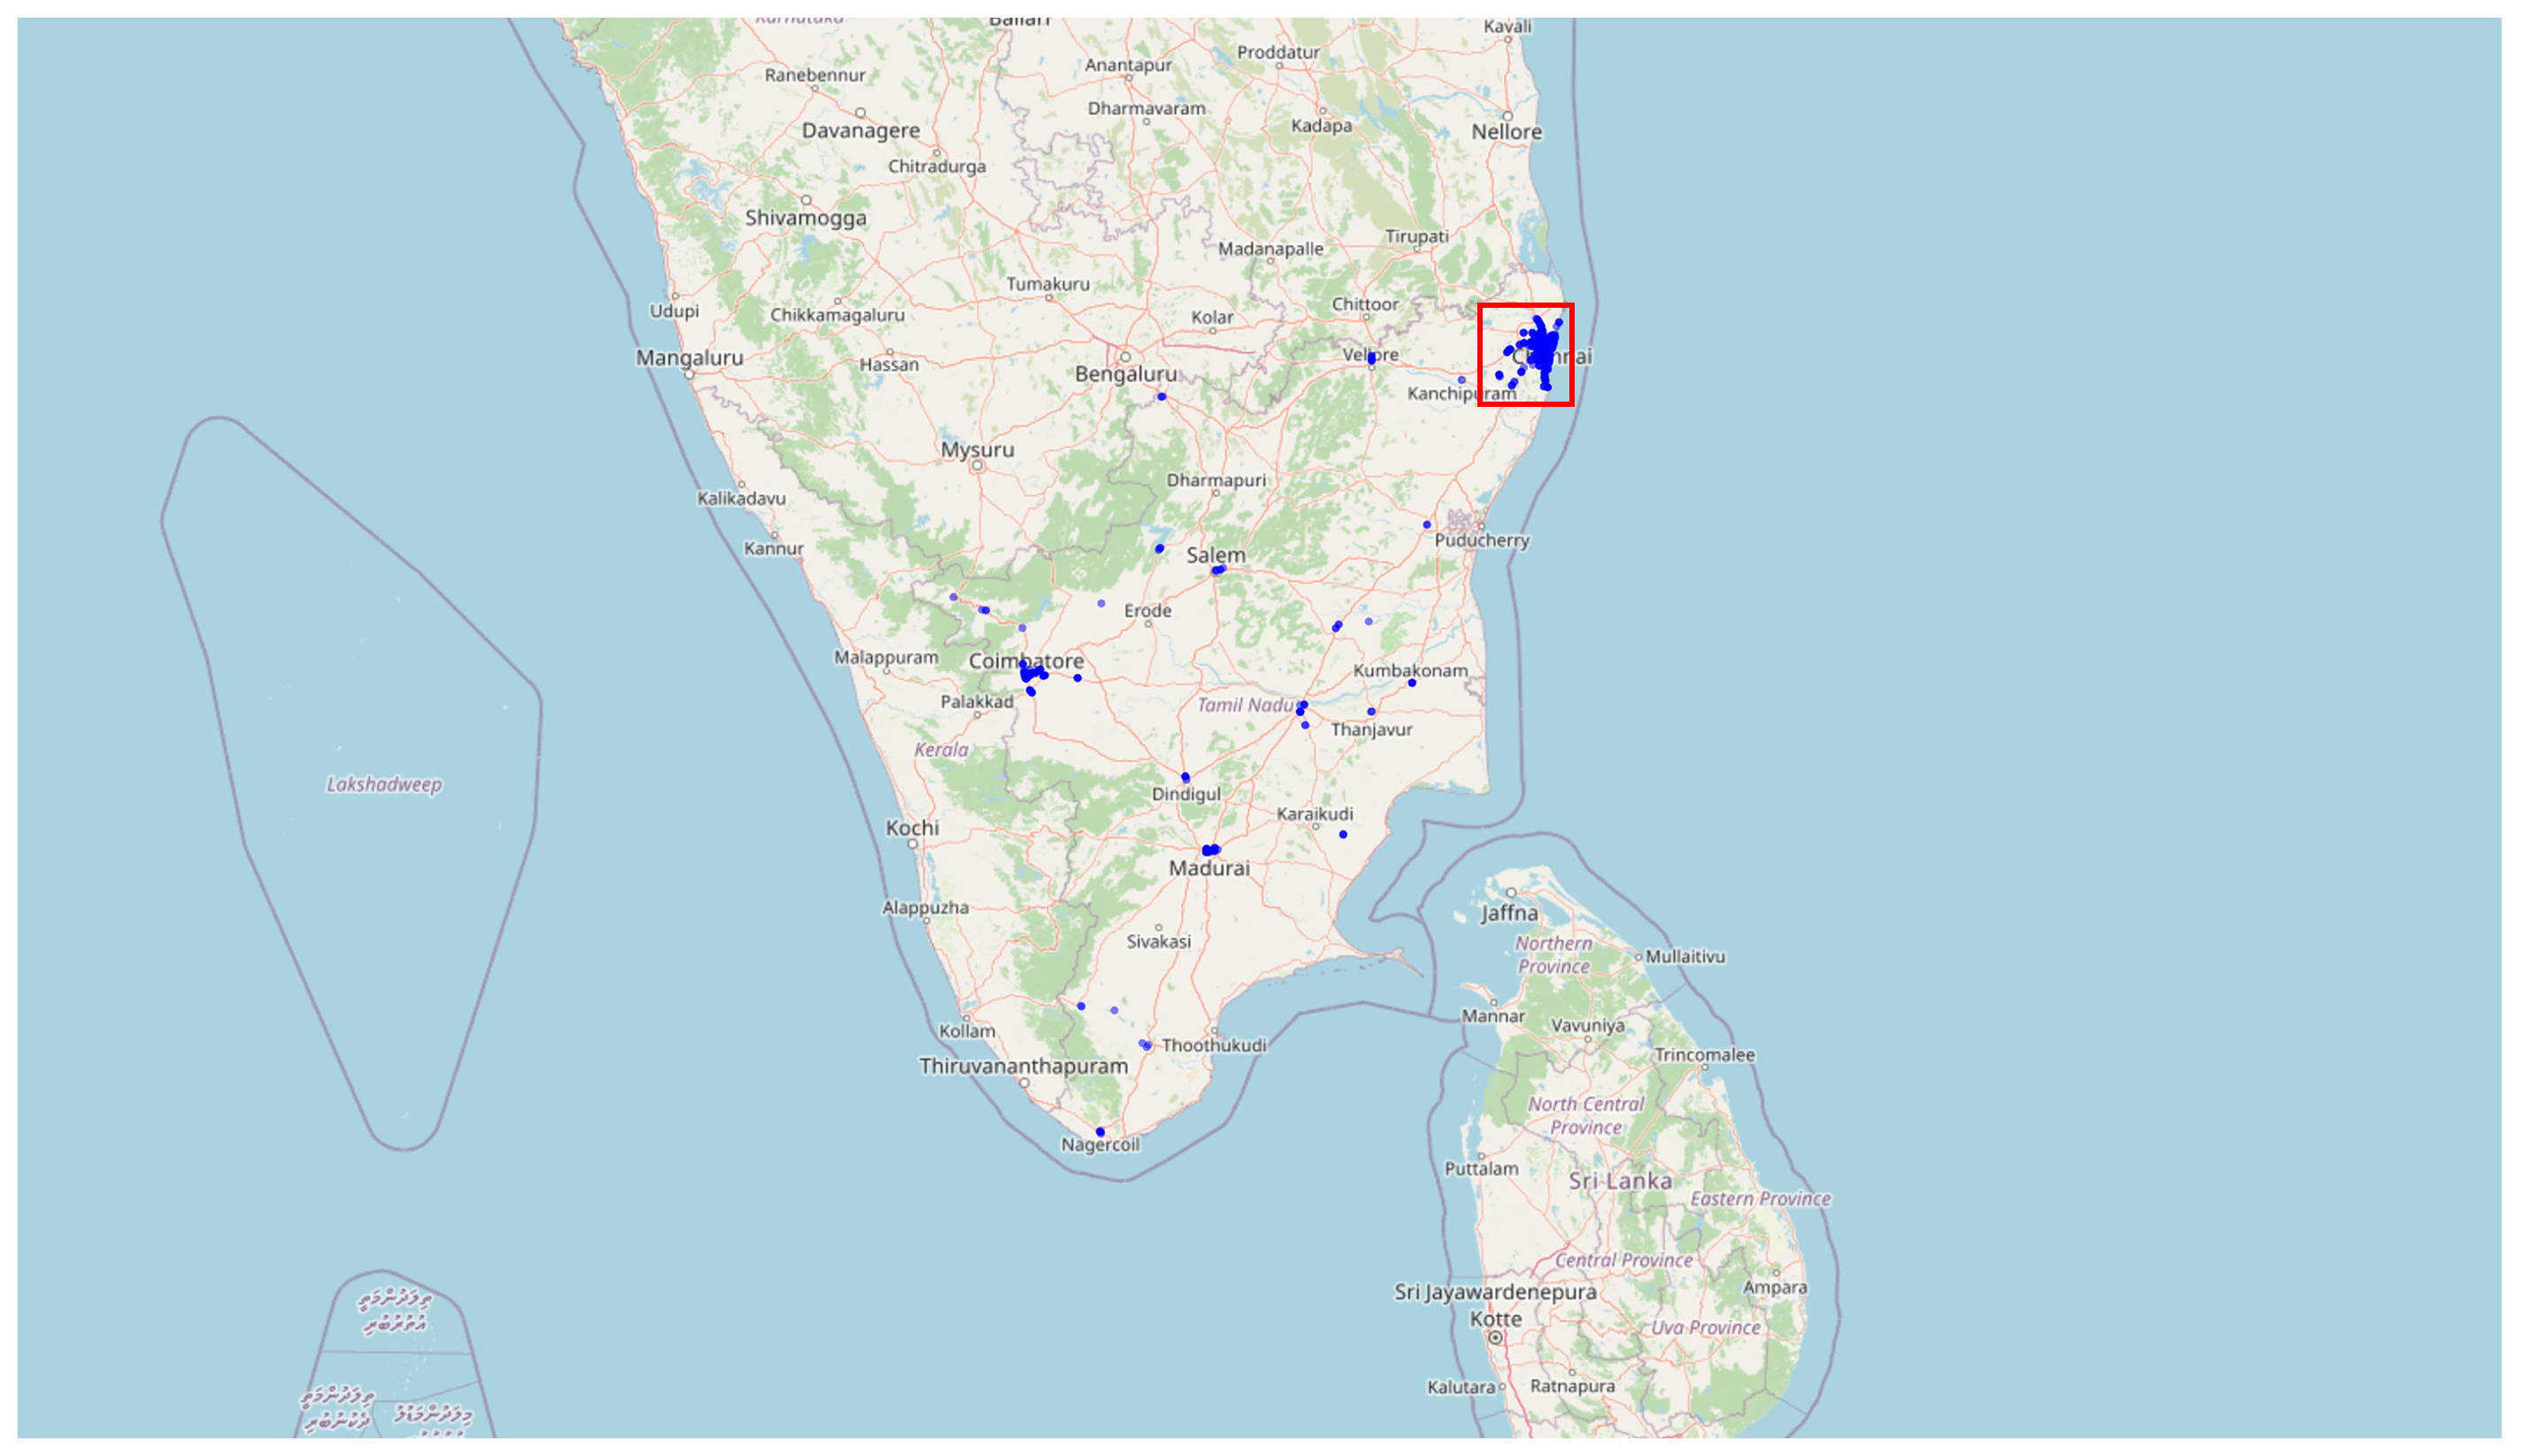 Karnataka
Ballari
Kavali
Proddatur
Anantapur
Ranebennur
Dharmavaram
Kadapa
Nellore
Davanagere
Chitradurga
Shivamogga
Tirupati
Madanapalle
Tumakuru
Chittoor
Udupi
Chikkamagaluru
Kolar
Mangaluru
Hassan
Vellore
Chennai
Bengaluru
Kanchipuram
Mysuru
Dharmapuri
Kalikadavu
Puducherry
Kannur
Salem
Erode
Malappuram
Coimbatore
Kumbakonam
Palakkad
Tamil Nadu
Thanjavur
Kerala
Lakshadweep
Dindigul
Karaikudi
Kochi
Madurai
Alappuzha
Jaffna
Sivakasi
Northern
Province
Mullaitivu
Mannar
Vavuniya
Kollam
Thoothukudi
Trincomalee
Thiruvananthapuram
North Central
Province
Nagercoil
Puttalam
Sri Lanka
Eastern Province
Central Province
Ampara
Sri Jayawardenepura
Kotte
Uva Province
ތިލަދުންމަތީ
އުތުރުބުރި
Kalutara
Ratnapura
ތިލަދުންމަތީ
ދެކުނުބުރި
މިލަދުންމަޑުލު